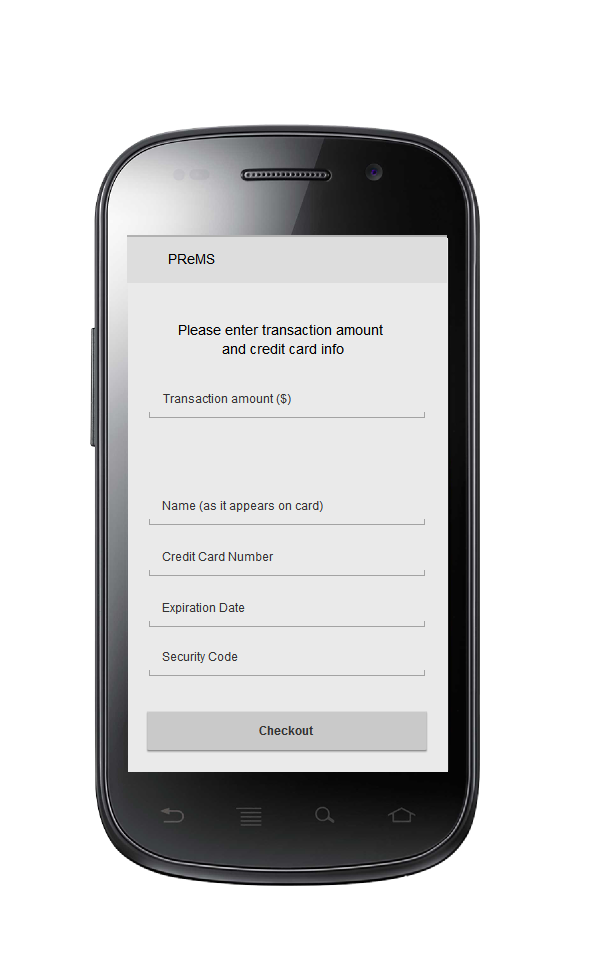 PReMS
Please enter transaction amount
and credit card info
Transaction amount ($)
Name (as it appears on card)
Credit Card Number
Expiration Date
Security Code
Checkout